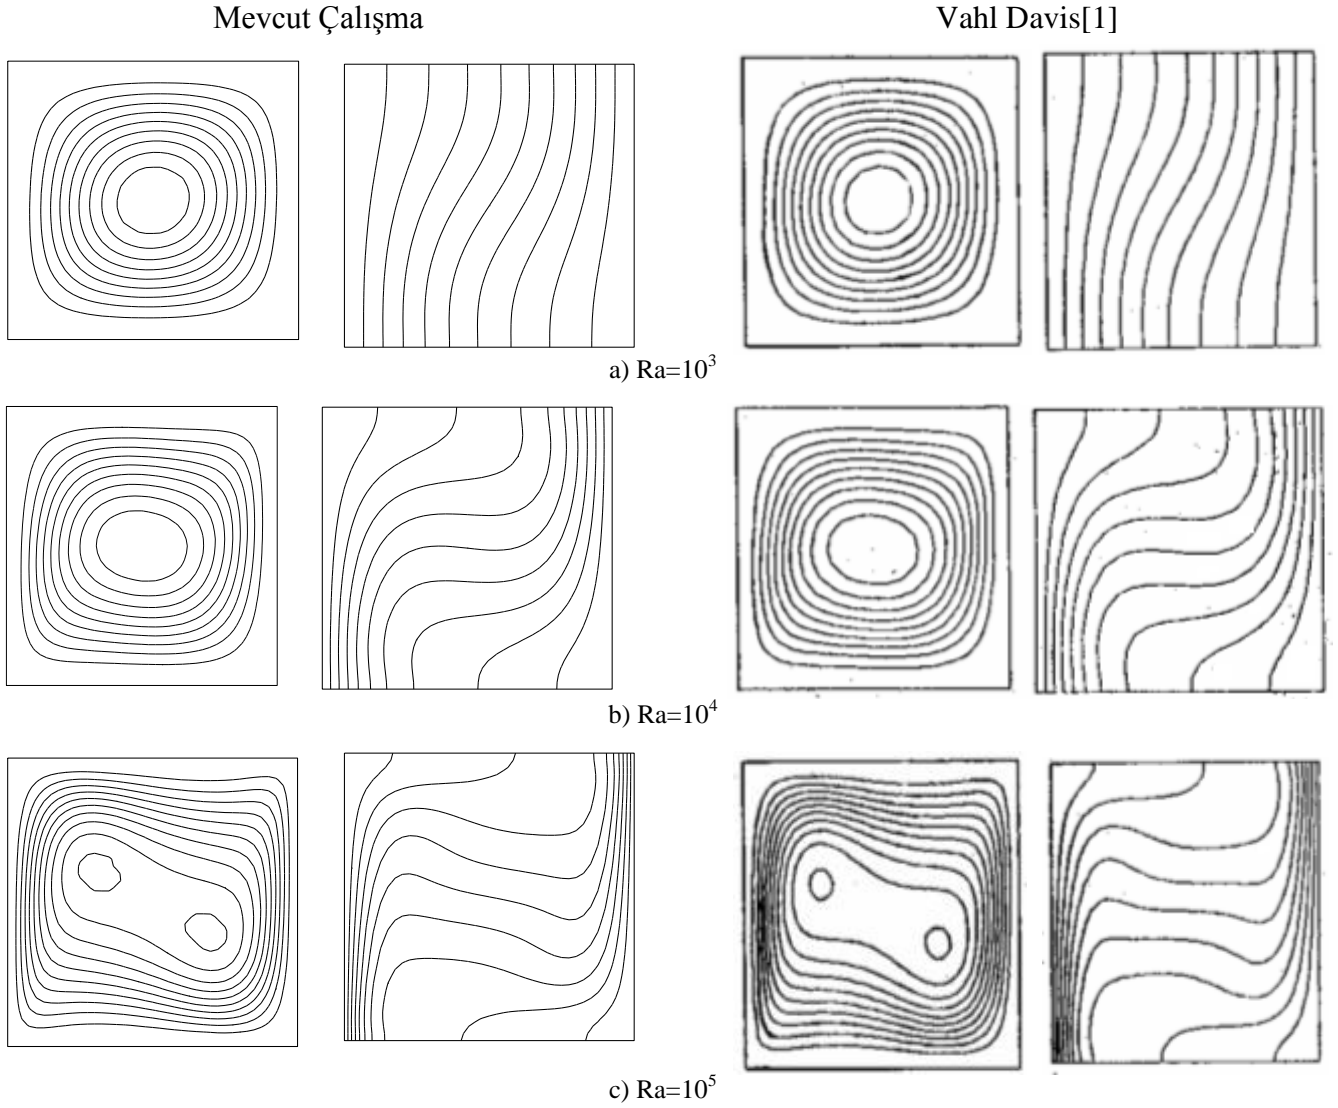 Mevcut Çalışma
Vahl Davis[1]
a) Ra=10³
b) Ra=10⁴
c) Ra=10⁵